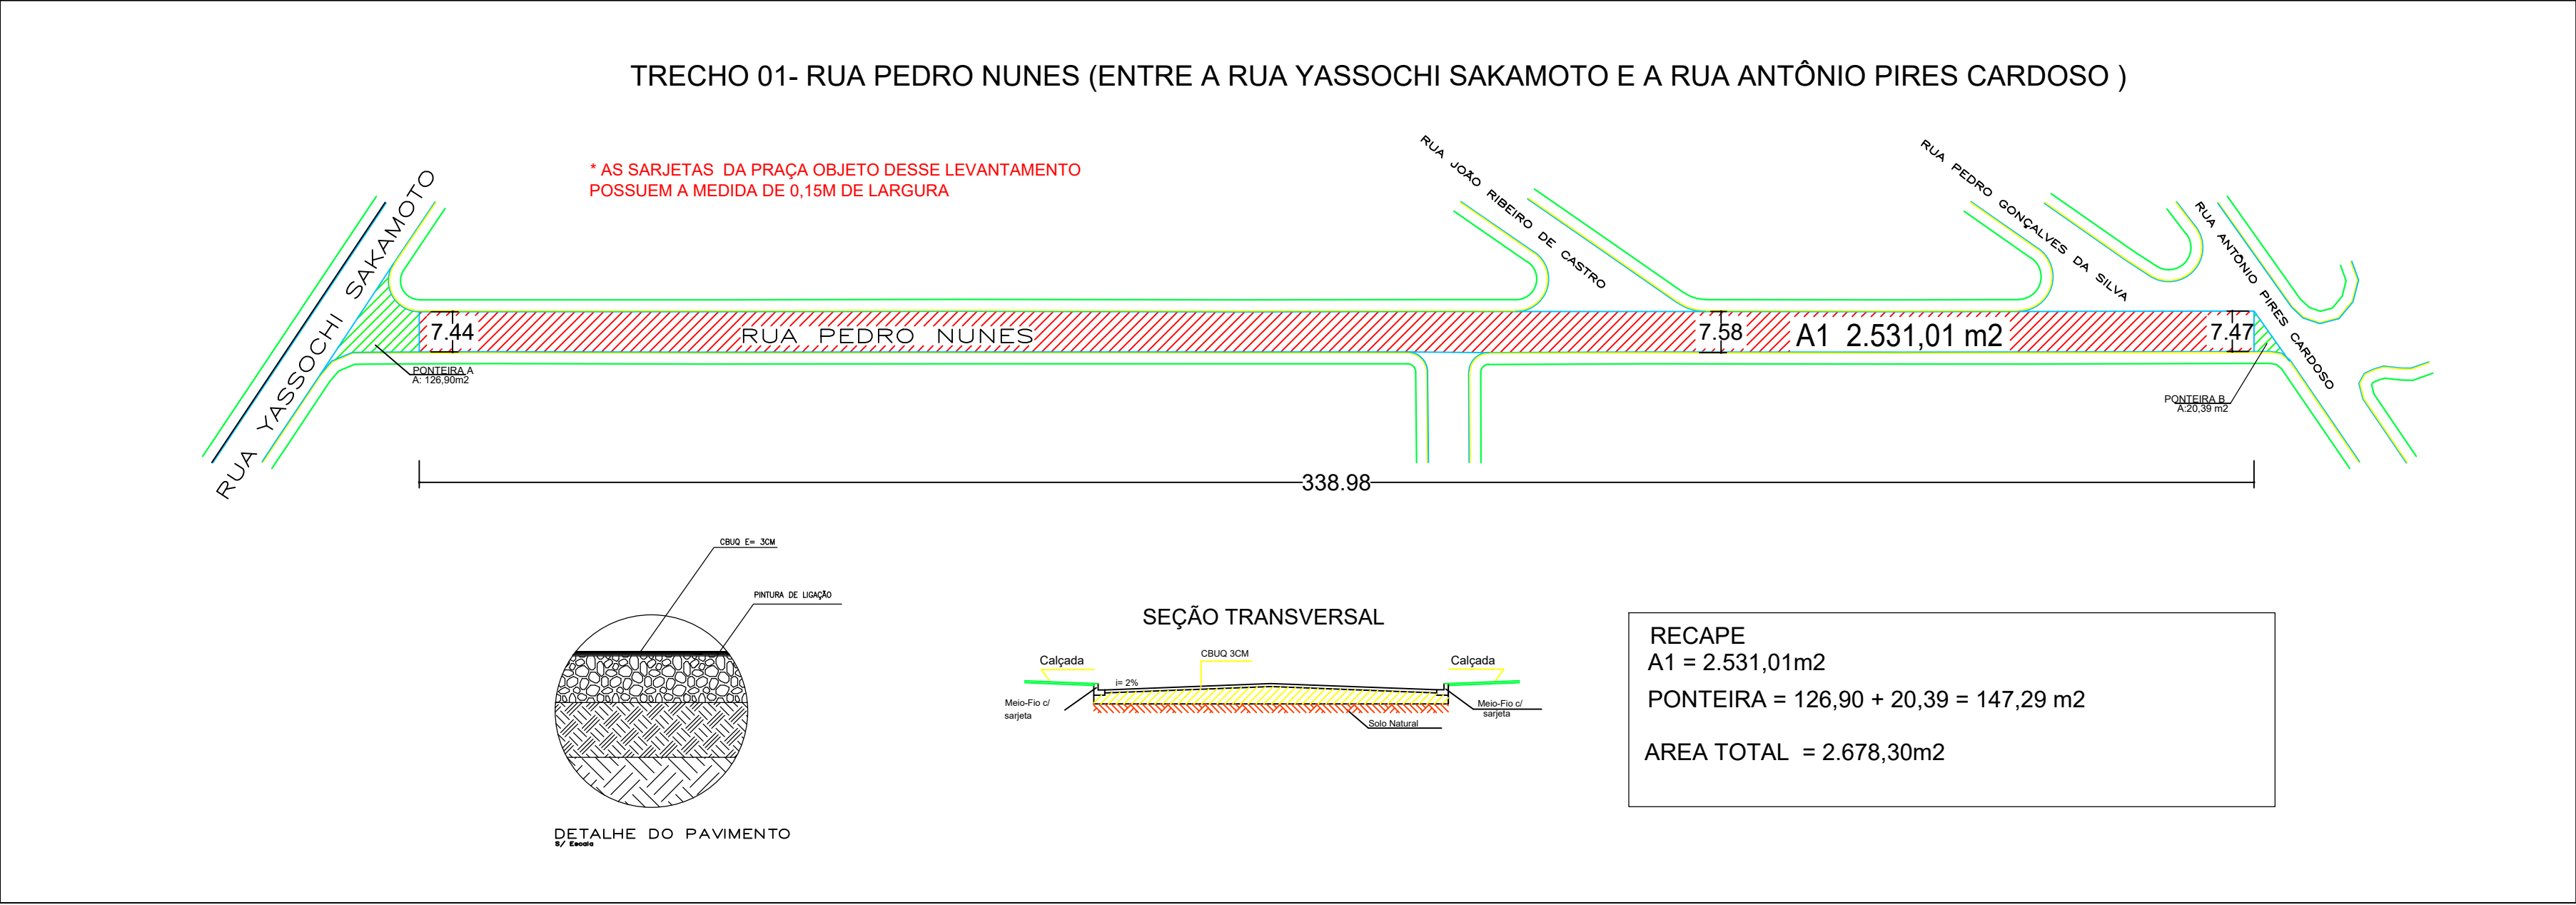 TRECHO 01- RUA PEDRO NUNES (ENTRE A RUA YASSOCHI SAKAMOTO E A RUA ANTÔNIO PIRES CARDOSO )
* AS SARJETAS DA PRAÇA OBJETO DESSE LEVANTAMENTO
POSSUEM A MEDIDA DE 0,15M DE LARGURA
RUA YASSOCHI SAKAMOTO
RUA JOÃO RIBEIRO DE CASTRO
RUA PEDRO GONÇALVES DA SILVA
RUA ANTÔNIO PIRES CARDOSO
7.44
RUA PEDRO NUNES
7.58
A1 2.531,01 m2
7.47
PONTEIRA A
A: 126,90m2
PONTEIRA B
A:20,39 m2
338.98
CBUQ E= 3CM
PINTURA DE LIGAÇÃO
DETALHE DO PAVIMENTO
S/ Escala
SEÇÃO TRANSVERSAL
Calçada
CBUQ 3CM
Calçada
i= 2%
Meio-Fio c/
sarjeta
Meio-Fio c/
sarjeta
Solo Natural
RECAPE
A1 = 2.531,01m2
PONTEIRA = 126,90 + 20,39 = 147,29 m2
AREA TOTAL = 2.678,30m2